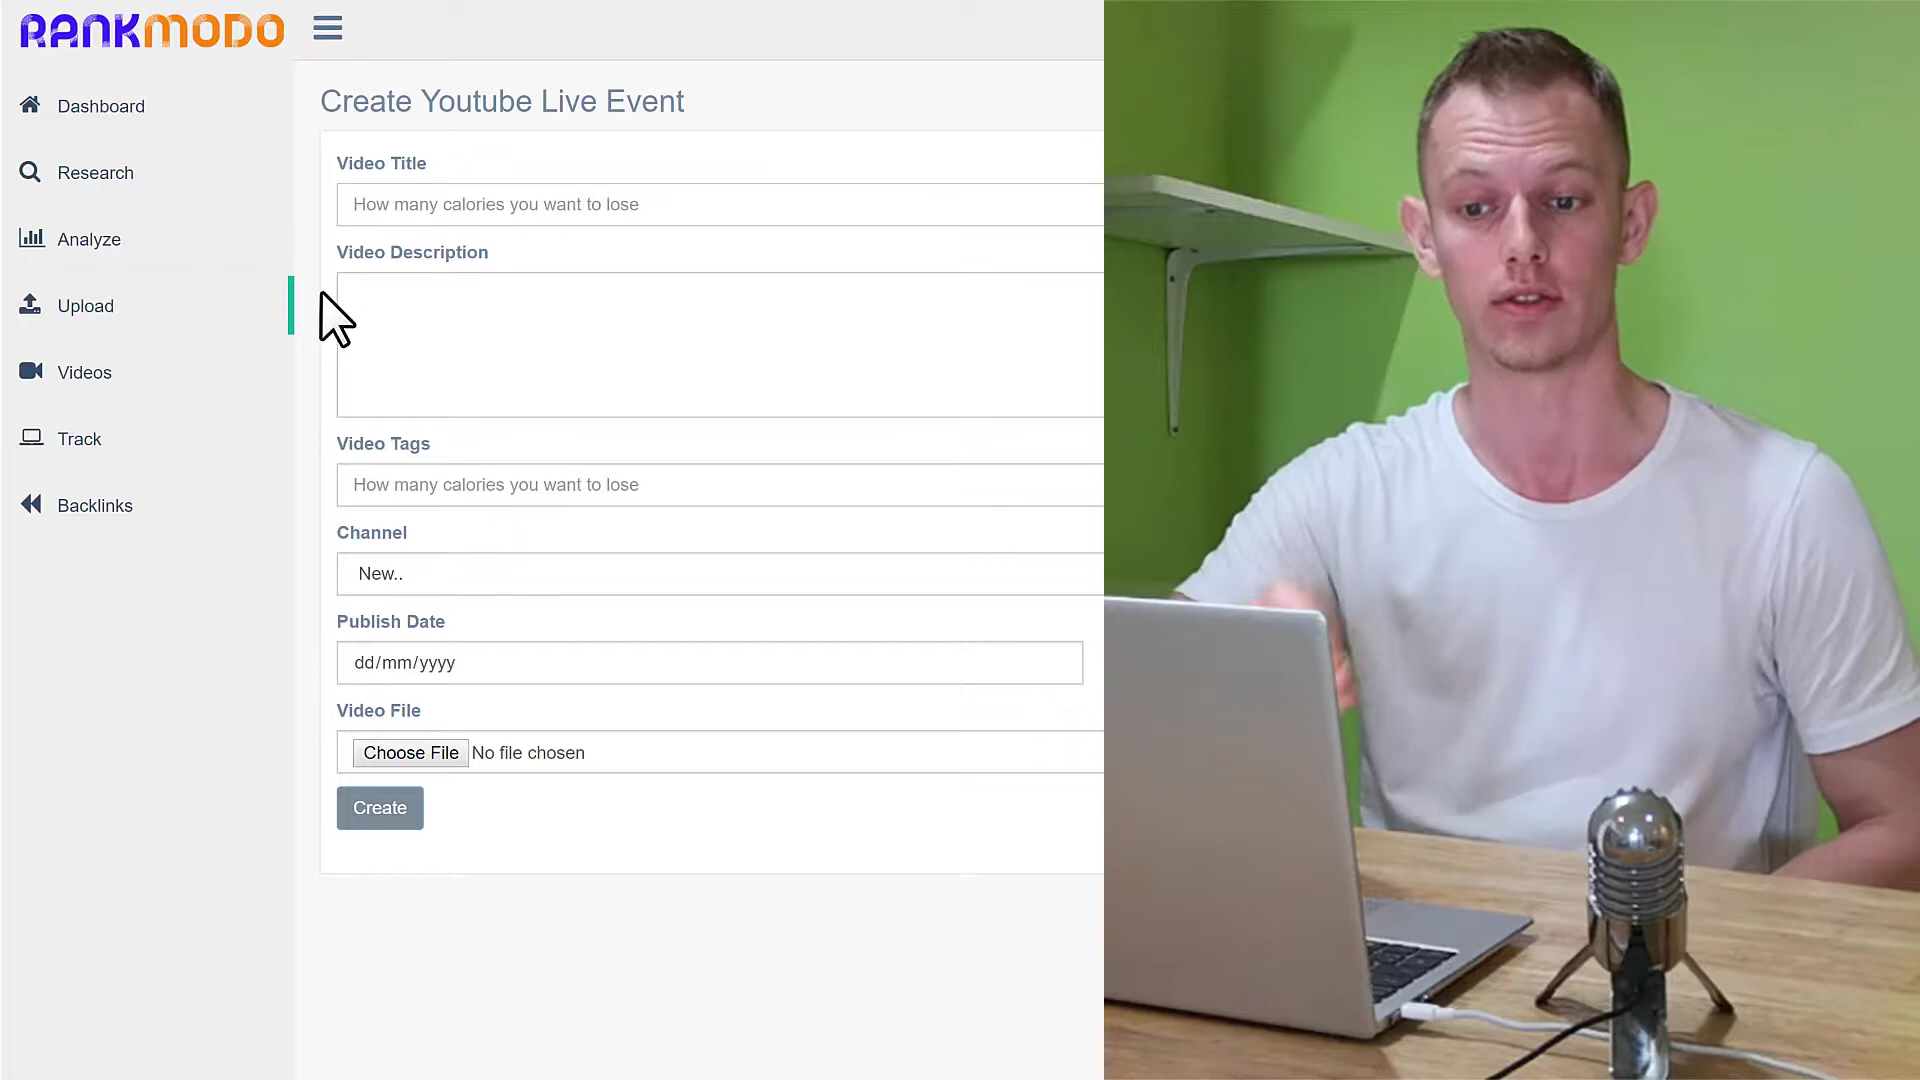 RANKMODO
Dashboard
Research
Analyze
Upload
Videos
Track
Backlinks
Create Youtube Live Event
Video Title
How many calories you want to lose
Video Description
Video Tags
How many calories you want to lose
Channel
New..
Publish Date
dd/mm/yyyy
Video File
Choose File No file chosen
Create